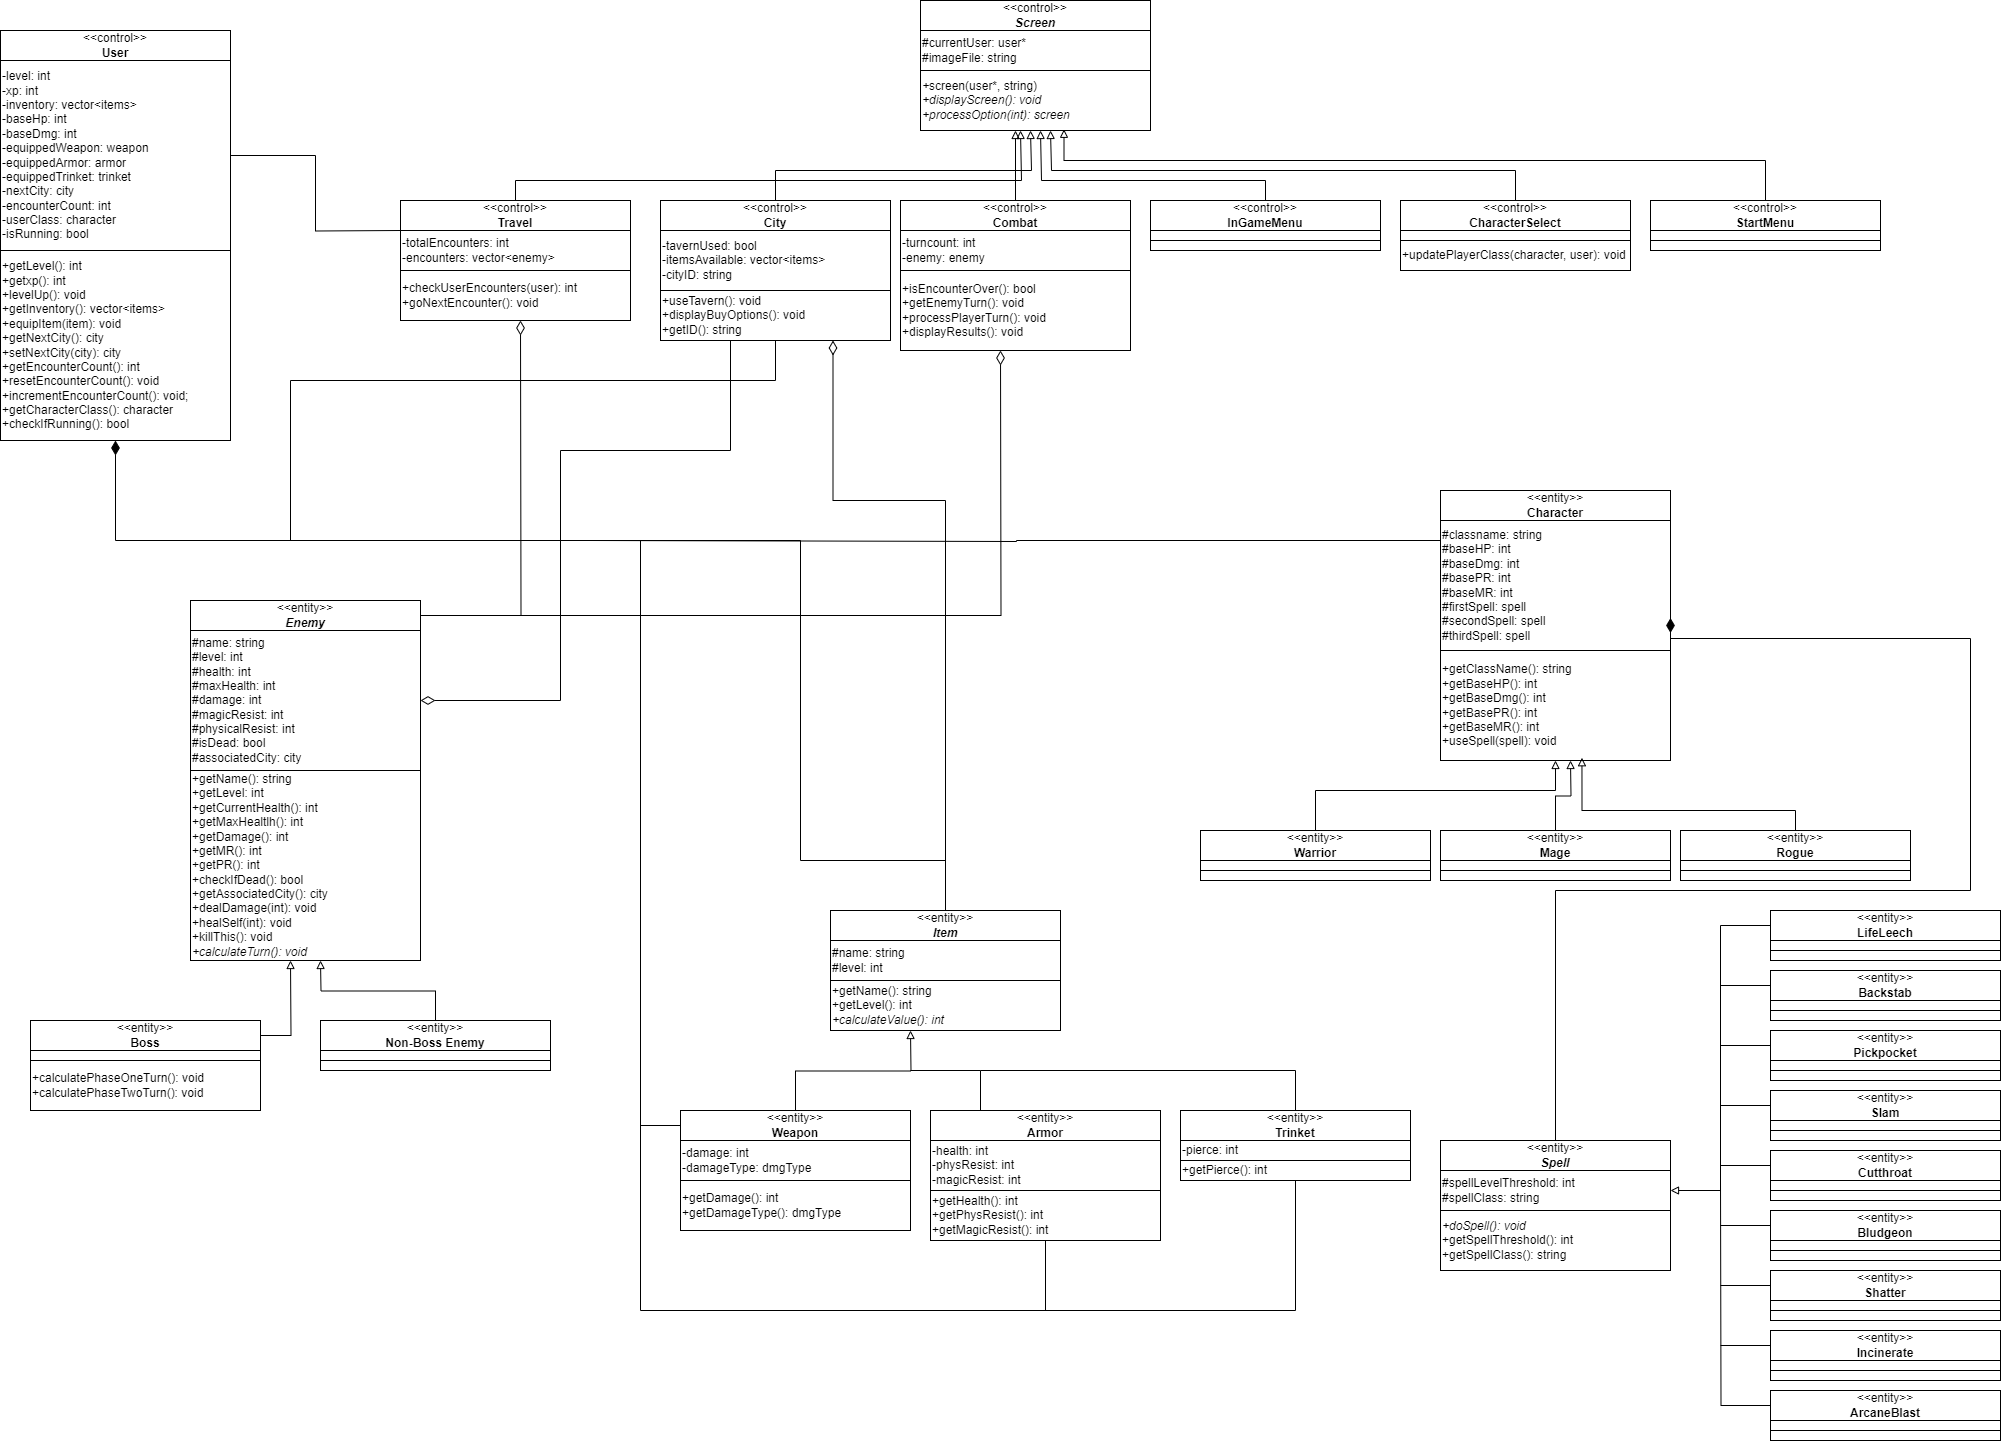 <<control>>
Screen
#currentUser: user*
#imageFile: string
+screen(user*, string)
+displayScreen(): void
+processOption(int): screen
<<control>>
User
-level: int
-xp: int
-inventory: vector<items>
-baseHp: int
-baseDmg: int
-equippedWeapon: weapon
-equippedArmor: armor
-equippedTrinket: trinket
-nextCity: city
-encounterCount: int
-userClass: character
-isRunning: bool
+getLevel(): int
+getxp(): int
+levelUp(): void
+getInventory(): vector<items>
+equipItem(item): void
+getNextCity(): city
+setNextCity(city): city
+getEncounterCount(): int
+resetEncounterCount(): void
+incrementEncounterCount(): void;
+getCharacterClass(): character
+checkIfRunning(): bool
<<control>>
Travel
-totalEncounters: int
-encounters: vector<enemy>
+checkUserEncounters(user): int
+goNextEncounter(): void
<<control>>
City
-tavernUsed: bool
-itemsAvailable: vector<items>
-cityID: string
+useTavern(): void
+displayBuyOptions(): void
+getID(): string
<<control>>
Combat
-turncount: int
-enemy: enemy
+isEncounterOver(): bool
+getEnemyTurn(): void
+processPlayerTurn(): void
+displayResults(): void
<<control>>
InGameMenu
<<control>>
CharacterSelect
+updatePlayerClass(character, user): void
<<control>>
StartMenu
<<entity>>
Character
#classname: string
#baseHP: int
#baseDmg: int
#basePR: int
#baseMR: int
#firstSpell: spell
#secondSpell: spell
#thirdSpell: spell
+getClassName(): string
+getBaseHP(): int
+getBaseDmg(): int
+getBasePR(): int
+getBaseMR(): int
+useSpell(spell): void
<<entity>>
Enemy
#name: string
#level: int
#health: int
#maxHealth: int
#damage: int
#magicResist: int
#physicalResist: int
#isDead: bool
#associatedCity: city
+getName(): string
+getLevel: int
+getCurrentHealth(): int
+getMaxHealtlh(): int
+getDamage(): int
+getMR(): int
+getPR(): int
+checkIfDead(): bool
+getAssociatedCity(): city
+dealDamage(int): void
+healSelf(int): void
+killThis(): void
+calculateTurn(): void
<<entity>>
Warrior
<<entity>>
Mage
<<entity>>
Rogue
<<entity>>
Item
#name: string
#level: int
+getName(): string
+getLevel(): int
+calculateValue(): int
<<entity>>
Boss
+calculatePhaseOneTurn(): void
+calculatePhaseTwoTurn(): void
<<entity>>
Non-Boss Enemy
<<entity>>
Weapon
-damage: int
-damageType: dmgType
+getDamage(): int
+getDamageType(): dmgType
<<entity>>
Armor
-health: int
-physResist: int
-magicResist: int
+getHealth(): int
+getPhysResist(): int
+getMagicResist(): int
<<entity>>
Trinket
-pierce: int
+getPierce(): int
<<entity>>
Spell
#spellLevelThreshold: int
#spellClass: string
+doSpell(): void
+getSpellThreshold(): int
+getSpellClass(): string
<<entity>>
LifeLeech
<<entity>>
Backstab
<<entity>>
Pickpocket
<<entity>>
Slam
<<entity>>
Cutthroat
<<entity>>
Bludgeon
<<entity>>
Shatter
<<entity>>
Incinerate
<<entity>>
ArcaneBlast